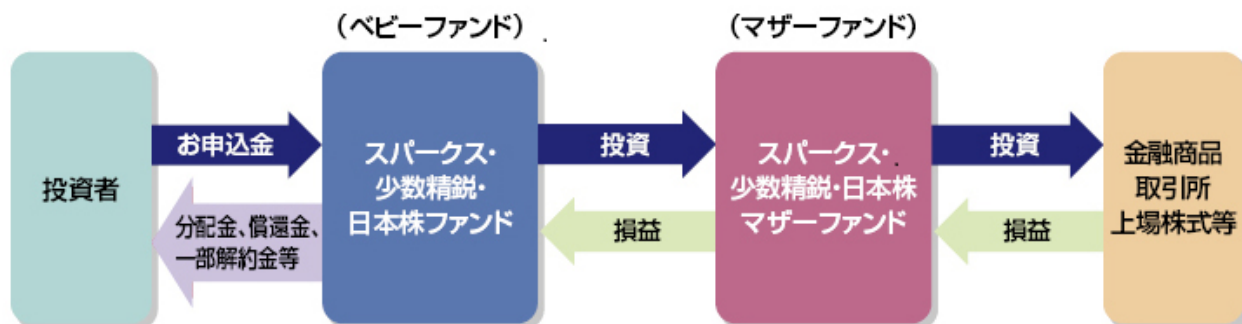 (ベビーファンド)
(マザーファンド)
投資者
お申込金
分配金、償還金、
一部解約金等
スパークス・
少数精鋭・
日本株ファンド
投資
損益
スパークス・
少数精鋭・日本株
マザーファンド
投資
損益
金融商品
取引所
上場株式等